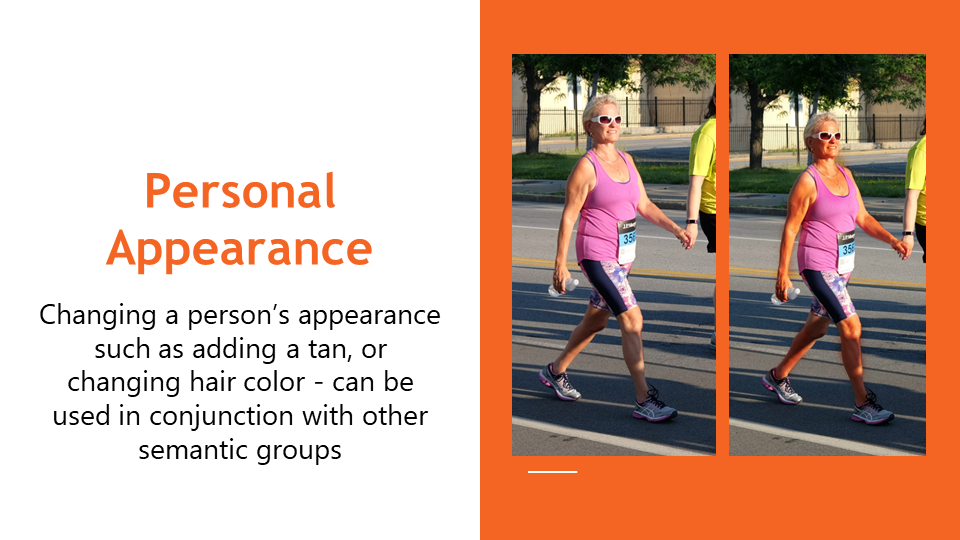 Personal
Appearance
Changing a person’s appearance
such as adding a tan, or
changing hair color - can be
used in conjunction with other
semantic groups